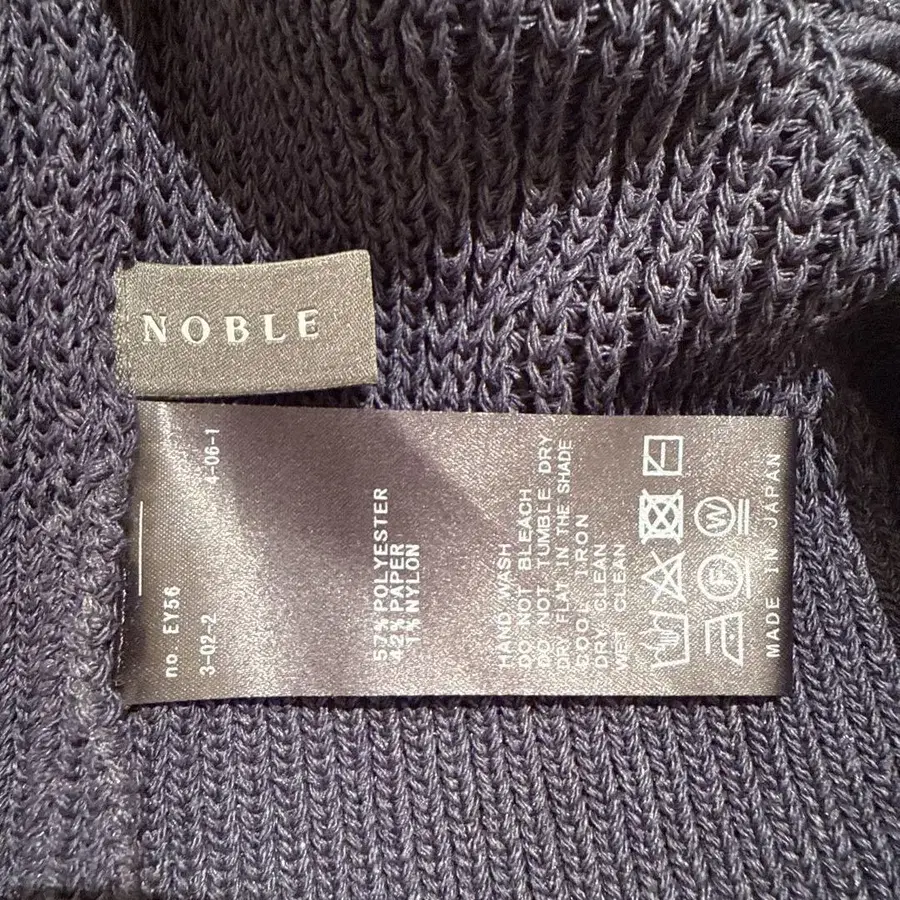 NOBLE
no. EY56
3-02-2 4-06-1
57% POLYESTER
42% PAPER
1% NYLON
HAND WASH
DO NOT BLEACH
DO NOT TUMBLE DRY
DRY FLAT IN THE SHADE
COOL IRON
DRY CLEAN
WET CLEAN
F W
MADE IN JAPAN